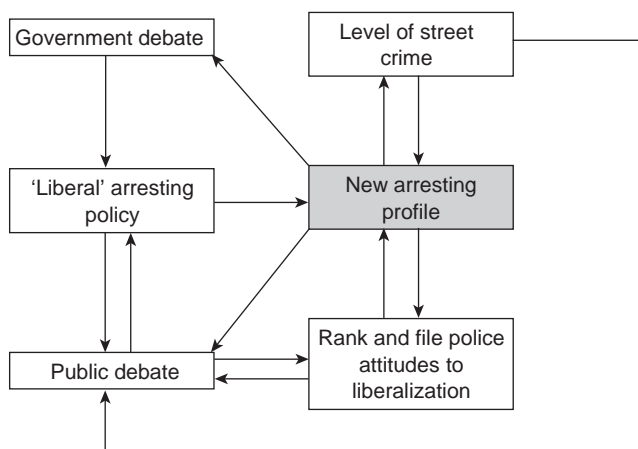 Government debate
Level of street
crime
‘Liberal’ arresting
policy
New arresting
profile
Public debate
Rank and file police
attitudes to
liberalization